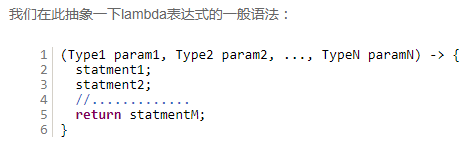 我们在此抽象一下lambda表达式的一般语法：
1 (Type1 param1, Type2 param2, ..., TypeN paramN) -> {
2   statment1;
3   statment2;
4   //.............
5   return statmentM;
6 }